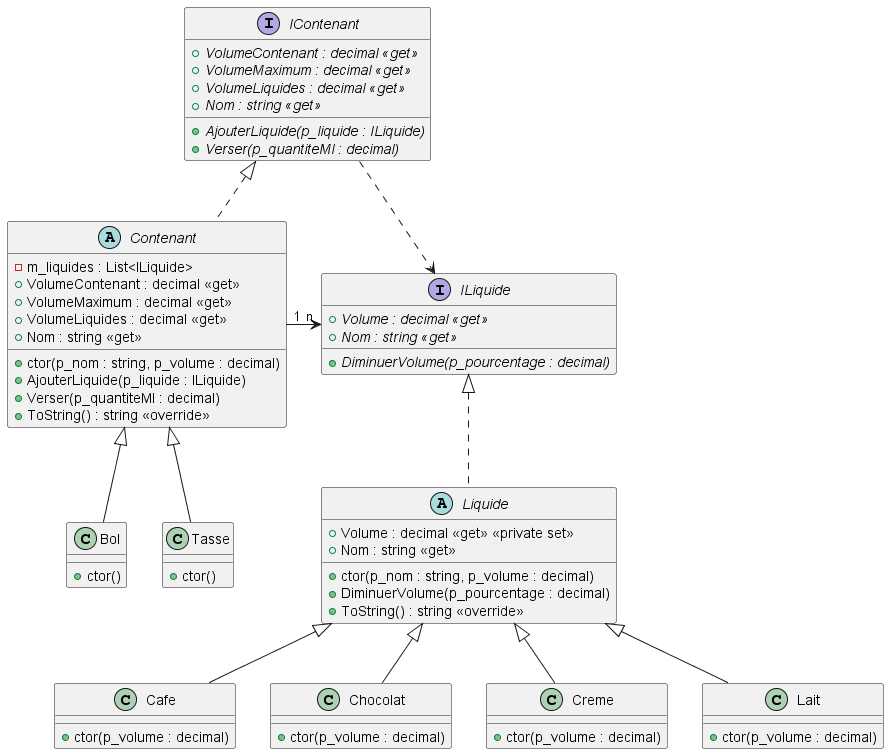 I IContenant
VolumeContenant : decimal «get»
VolumeMaximum : decimal «get»
VolumeLiquides : decimal «get»
Nom : string «get»
AjouterLiquide(p_liquide : ILiquide)
Verser(p_quantiteMl : decimal)
A Contenant
m_liquides : List<ILiquide>
VolumeContenant : decimal «get»
VolumeMaximum : decimal «get»
VolumeLiquides : decimal «get»
Nom : string «get»
ctor(p_nom : string, p_volume : decimal)
AjouterLiquide(p_liquide : ILiquide)
Verser(p_quantiteMl : decimal)
ToString() : string «override»
1 n
I ILiquide
Volume : decimal «get»
Nom : string «get»
DiminuerVolume(p_pourcentage : decimal)
C Bol
ctor()
C Tasse
ctor()
A Liquide
Volume : decimal «get» «private set»
Nom : string «get»
ctor(p_nom : string, p_volume : decimal)
DiminuerVolume(p_pourcentage : decimal)
ToString() : string «override»
C Cafe
ctor(p_volume : decimal)
C Chocolat
ctor(p_volume : decimal)
C Creme
ctor(p_volume : decimal)
C Lait
ctor(p_volume : decimal)